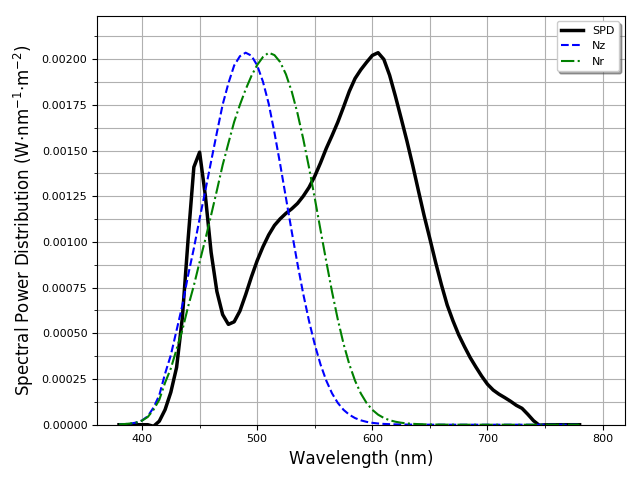 SPD
Nz
Nr
0.00200
0.00175
0.00150
0.00125
0.00100
0.00075
0.00050
0.00025
0.00000
Spectral Power Distribution (W·nm⁻¹·m⁻²)
400 500 600 700 800
Wavelength (nm)